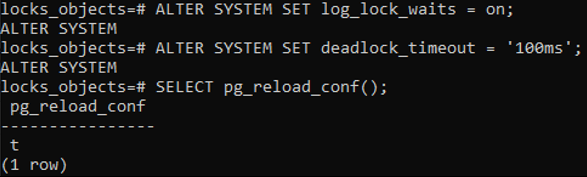 locks_objects=# ALTER SYSTEM SET log_lock_waits = on;
ALTER SYSTEM
locks_objects=# ALTER SYSTEM SET deadlock_timeout = '100ms';
ALTER SYSTEM
locks_objects=# SELECT pg_reload_conf();
 pg_reload_conf
----------------
 t
(1 row)